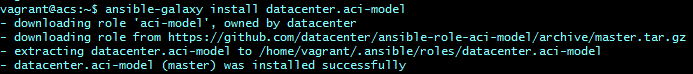 vagrant@acs:~$ ansible-galaxy install datacenter.aci-model
- downloading role 'aci-model', owned by datacenter
- downloading role from https://github.com/datacenter/ansible-role-aci-model/archive/master.tar.gz
- extracting datacenter.aci-model to /home/vagrant/.ansible/roles/datacenter.aci-model
- datacenter.aci-model (master) was installed successfully